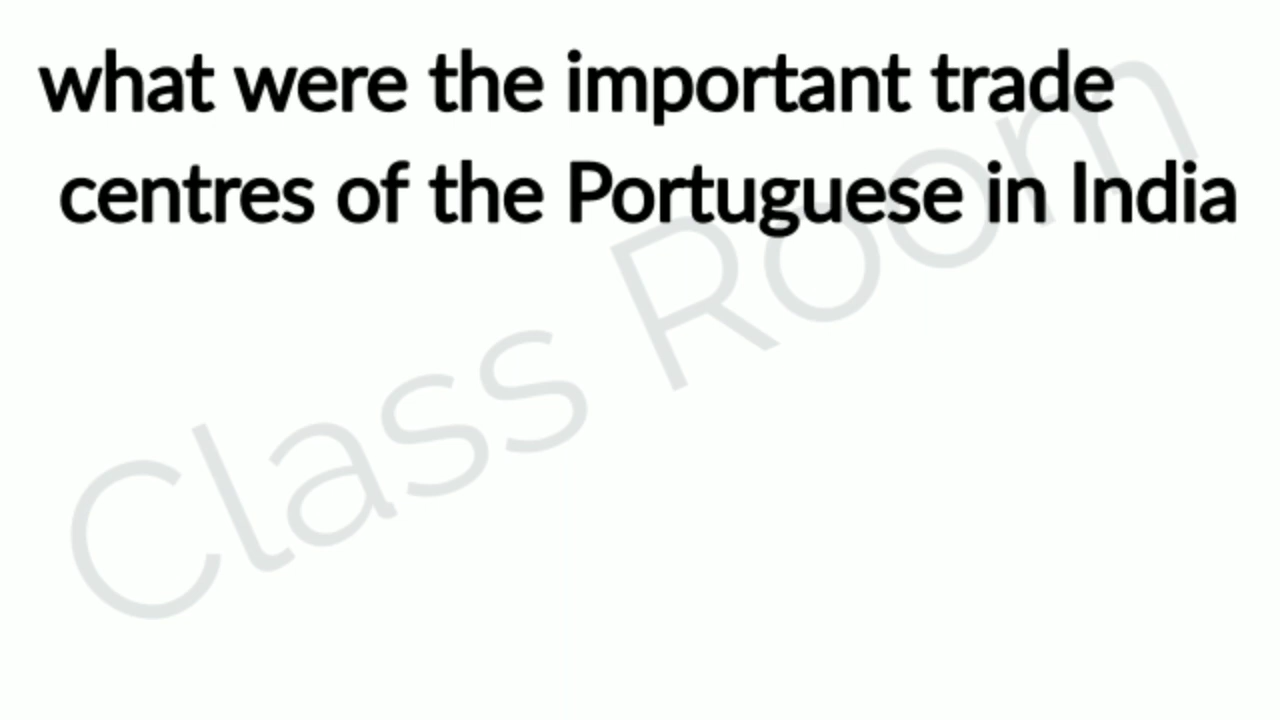 what were the important trade
centres of the Portuguese in India
Class Room